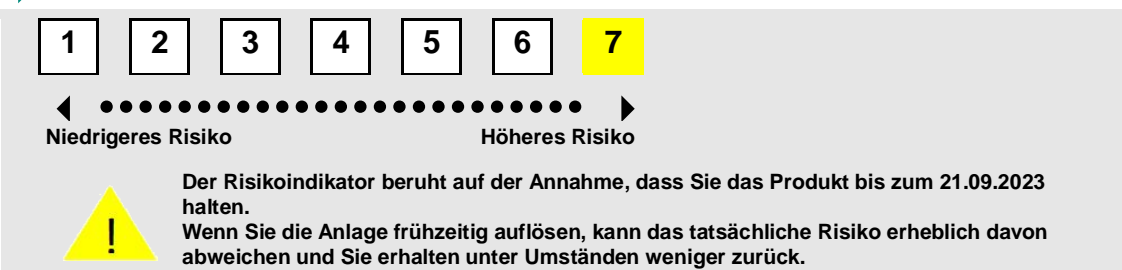 1 2 3 4 5 6 7
Niedrigeres Risiko Höheres Risiko
Der Risikoindikator beruht auf der Annahme, dass Sie das Produkt bis zum 21.09.2023
halten.
Wenn Sie die Anlage frühzeitig auflösen, kann das tatsächliche Risiko erheblich davon
! abweichen und Sie erhalten unter Umständen weniger zurück.